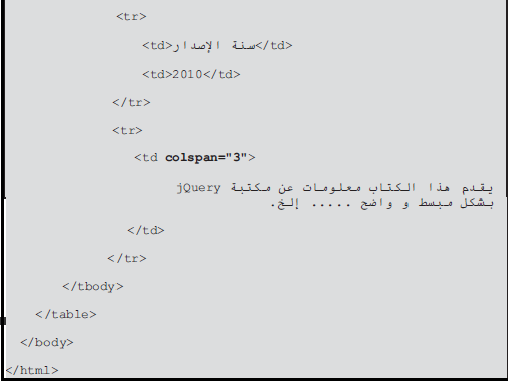 <tr>
<td>سنة الإصدار</td>
<td>2010</td>
</tr>
<tr>
<td colspan="3">
يقدم هذا الكتاب معلومات عن مكتبة jQuery
بشكل مبسط و واضح ..... إلخ.
</td>
</tr>
</tbody>
</table>
</body>
</html>